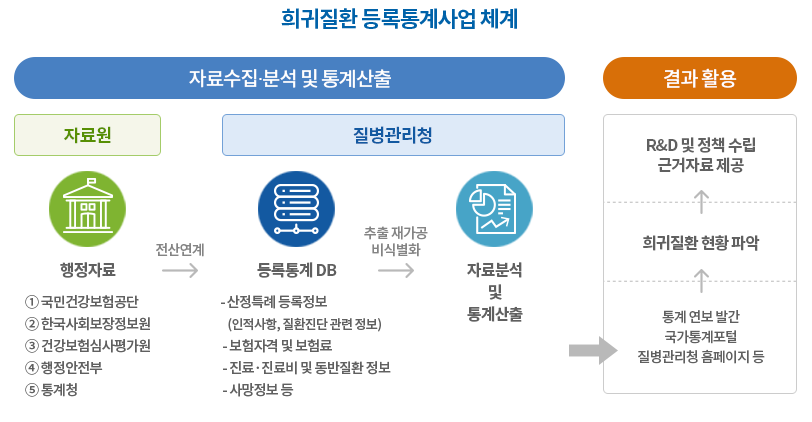 희귀질환 등록통계사업 체계
자료수집·분석 및 통계산출
결과 활용
자료원
질병관리청
전산연계
추출 재가공
비식별화
행정자료
등록통계 DB
자료분석
및
통계산출
① 국민건강보험공단
② 한국사회보장정보원
③ 건강보험심사평가원
④ 행정안전부
⑤ 통계청
- 산정특례 등록정보
(인적사항, 질환진단 관련 정보)
- 보험자격 및 보험료
- 진료·진료비 및 동반질환 정보
- 사망정보 등
R&D 및 정책 수립
근거자료 제공
희귀질환 현황 파악
통계 연보 발간
국가통계포털
질병관리청 홈페이지 등